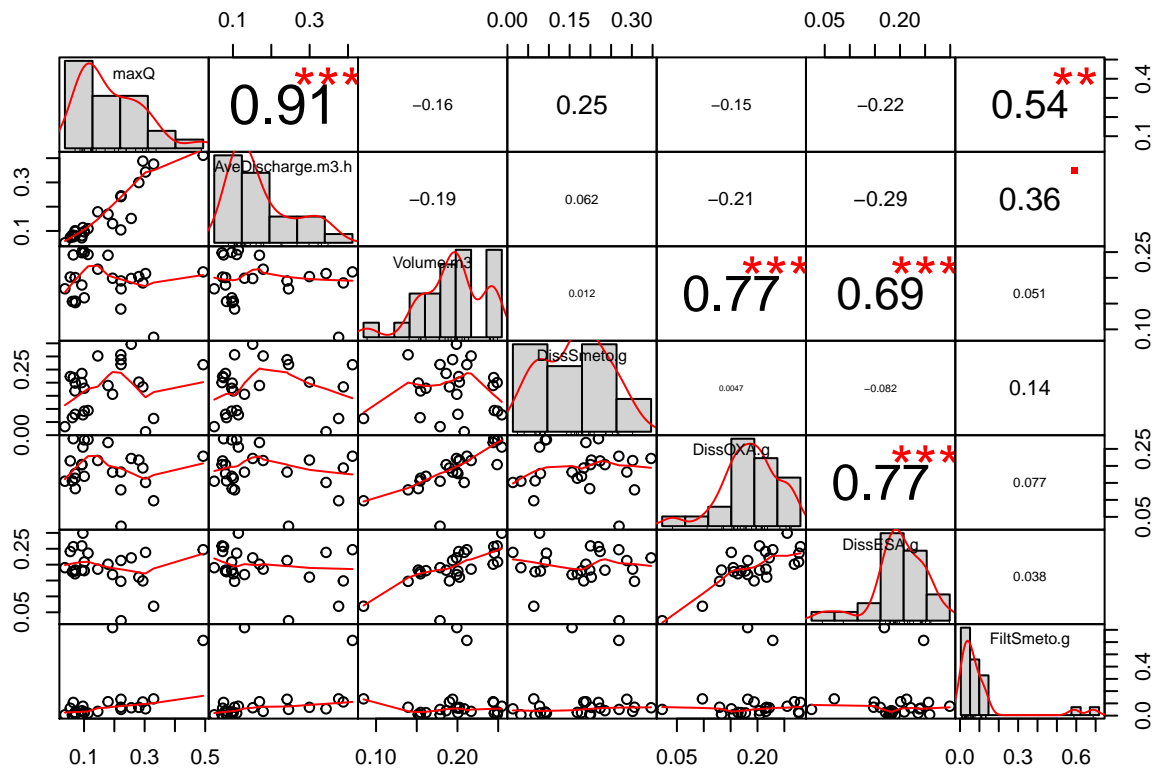 0.1 0.3 0.00 0.15 0.30 0.05 0.20
maxQ 0.91 *** −0.16 0.25 −0.15 −0.22 0.54 ** 0.1 0.4
0.1 0.3 AveDischarge.m3.h −0.19 0.062 −0.21 −0.29 0.36
Volume.m3 0.012 0.77 *** 0.69 *** 0.051 0.10 0.25
0.00 0.25 DissSmeto.g 0.0047 −0.082 0.14
DissOXA.g 0.77 *** 0.077 0.05 0.25
0.05 0.25 DissESA.g 0.038
FiltSmeto.g 0.0 0.4
0.1 0.3 0.5 0.10 0.20 0.05 0.20 0.0 0.3 0.6